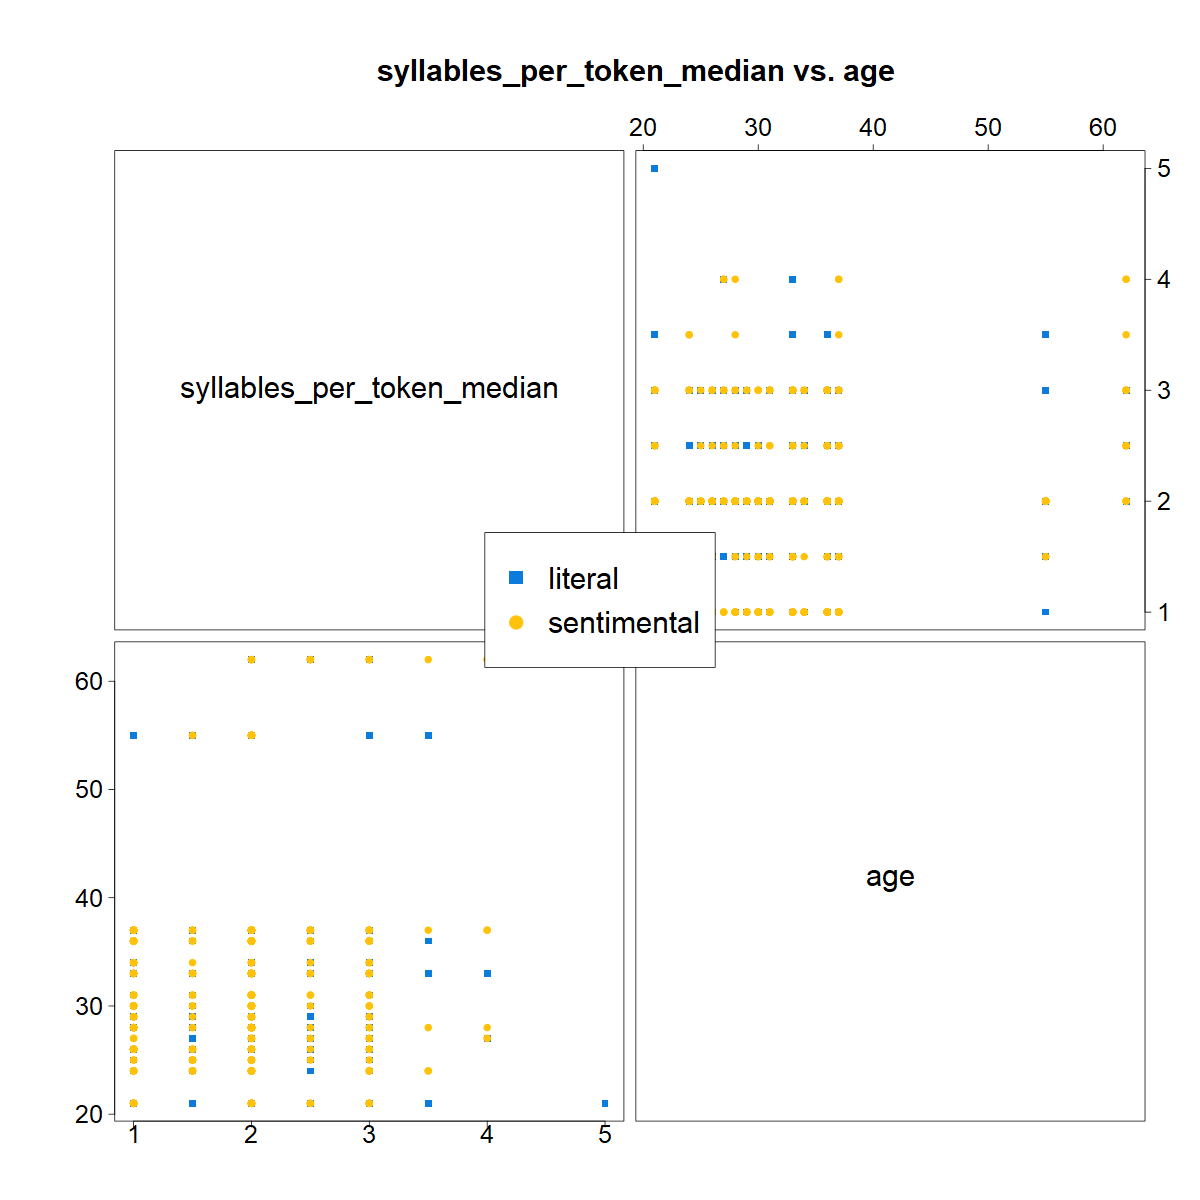 syllables_per_token_median vs. age
20 30 40 50 60
5
4
syllables_per_token_median
3
2
1
literal
sentimental
60
50
40
30
20
age
1 2 3 4 5